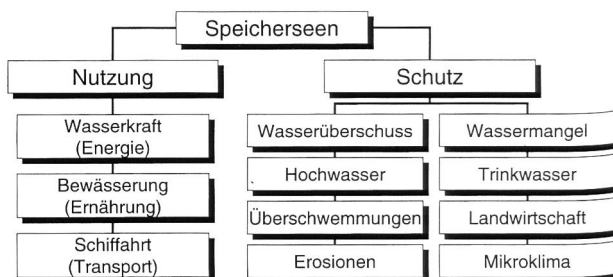 Speicherseen
Nutzung
Schutz
Wasserkraft
(Energie)
Bewässerung
(Ernährung)
Schiffahrt
(Transport)
Wasserüberschuss
Hochwasser
Überschwemmungen
Erosionen
Wassermangel
Trinkwasser
Landwirtschaft
Mikroklima